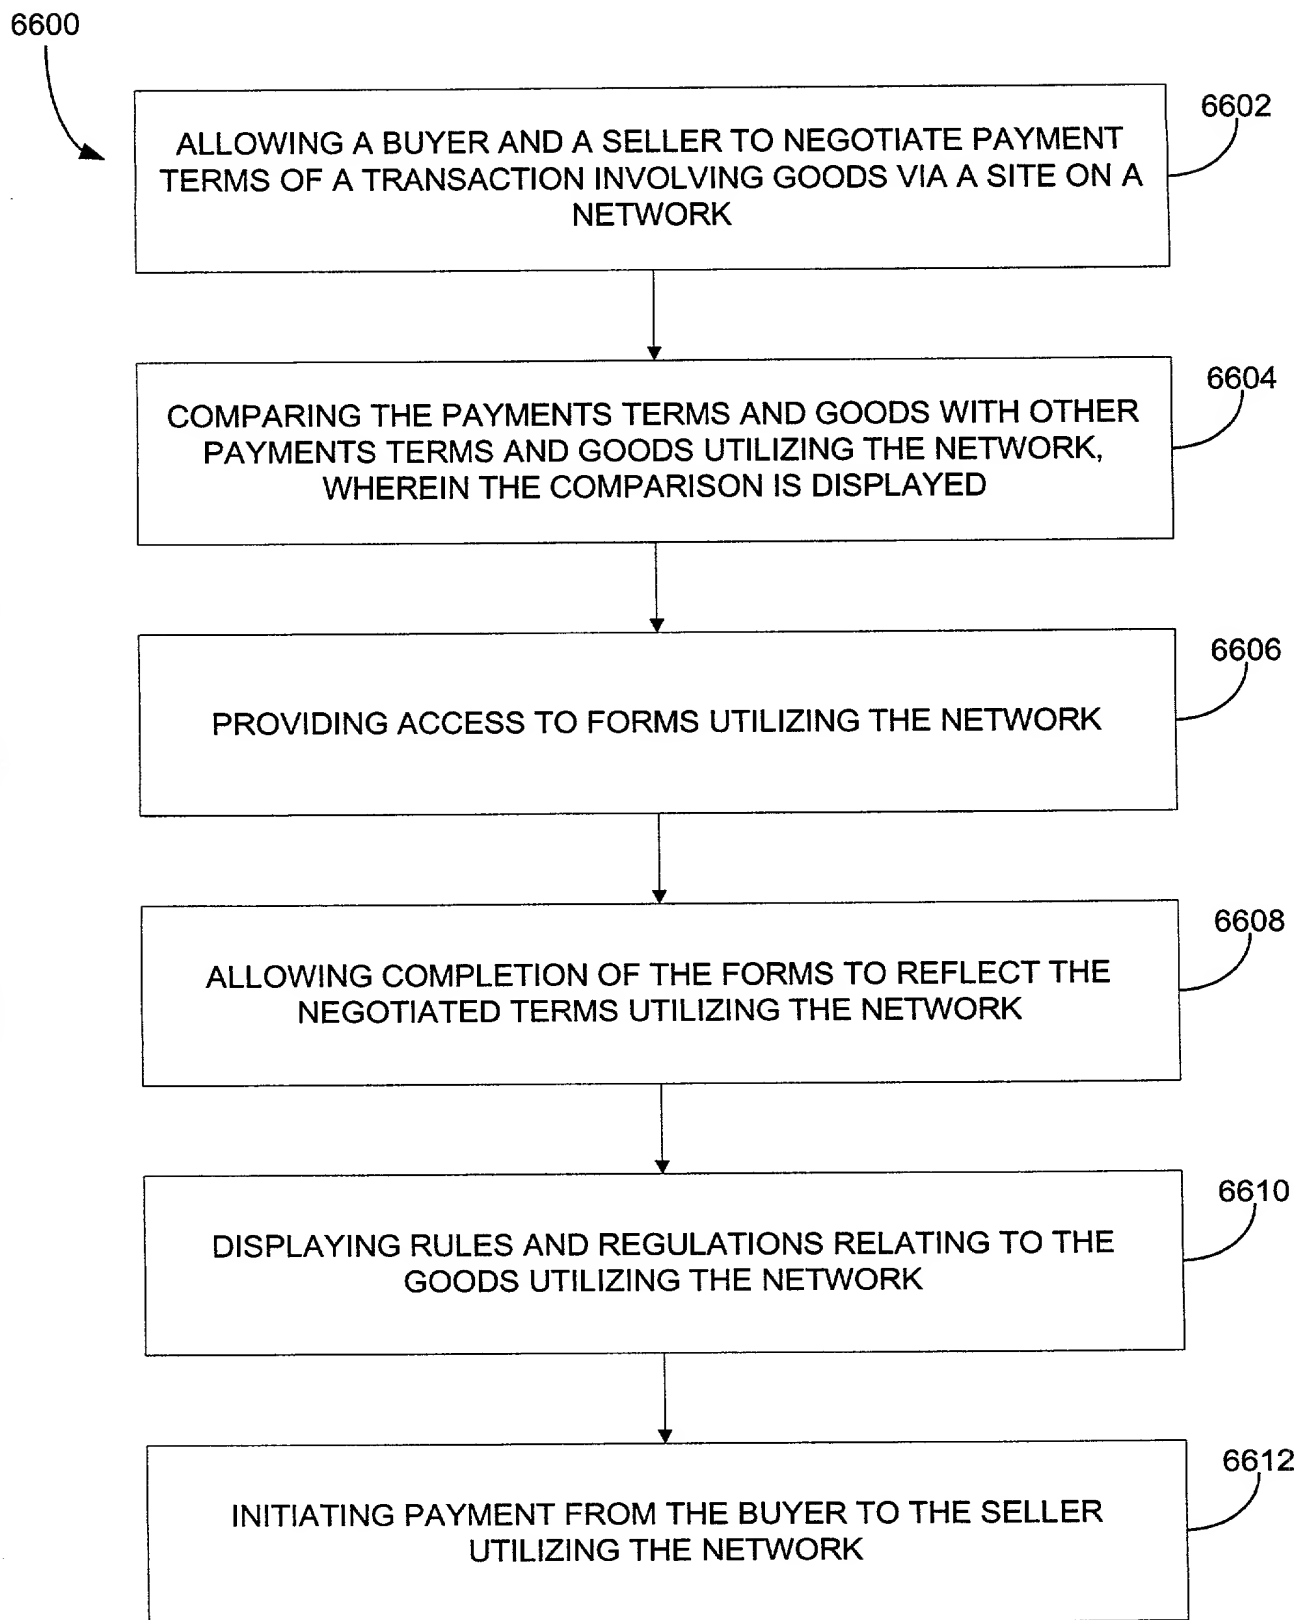 6600
6602
ALLOWING A BUYER AND A SELLER TO NEGOTIATE PAYMENT
TERMS OF A TRANSACTION INVOLVING GOODS VIA A SITE ON A
NETWORK
6604
COMPARING THE PAYMENTS TERMS AND GOODS WITH OTHER
PAYMENTS TERMS AND GOODS UTILIZING THE NETWORK,
WHEREIN THE COMPARISON IS DISPLAYED
6606
PROVIDING ACCESS TO FORMS UTILIZING THE NETWORK
6608
ALLOWING COMPLETION OF THE FORMS TO REFLECT THE
NEGOTIATED TERMS UTILIZING THE NETWORK
6610
DISPLAYING RULES AND REGULATIONS RELATING TO THE
GOODS UTILIZING THE NETWORK
6612
INITIATING PAYMENT FROM THE BUYER TO THE SELLER
UTILIZING THE NETWORK